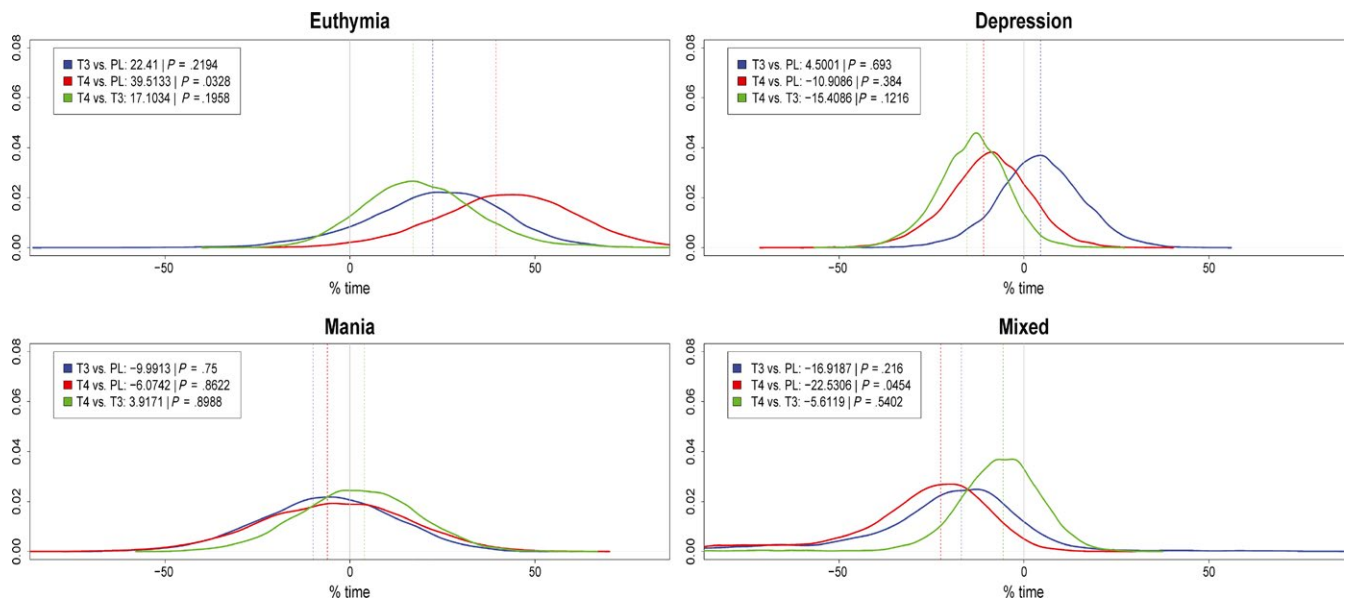 Euthymia
0.08
0.06
0.04
0.02
0.00
T3 vs. PL: 22.41 | P = .2194
T4 vs. PL: 39.5133 | P = .0328
T4 vs. T3: 17.1034 | P = .1958
−50 0 50
% time
Depression
0.08
0.06
0.04
0.02
0.00
T3 vs. PL: 4.5001 | P = .693
T4 vs. PL: −10.9086 | P = .384
T4 vs. T3: −15.4086 | P = .1216
−50 0 50
% time
Mania
0.08
0.06
0.04
0.02
0.00
T3 vs. PL: −9.9913 | P = .75
T4 vs. PL: −6.0742 | P = .8622
T4 vs. T3: 3.9171 | P = .8988
−50 0 50
% time
Mixed
0.08
0.06
0.04
0.02
0.00
T3 vs. PL: −16.9187 | P = .216
T4 vs. PL: −22.5306 | P = .0454
T4 vs. T3: −5.6119 | P = .5402
−50 0 50
% time